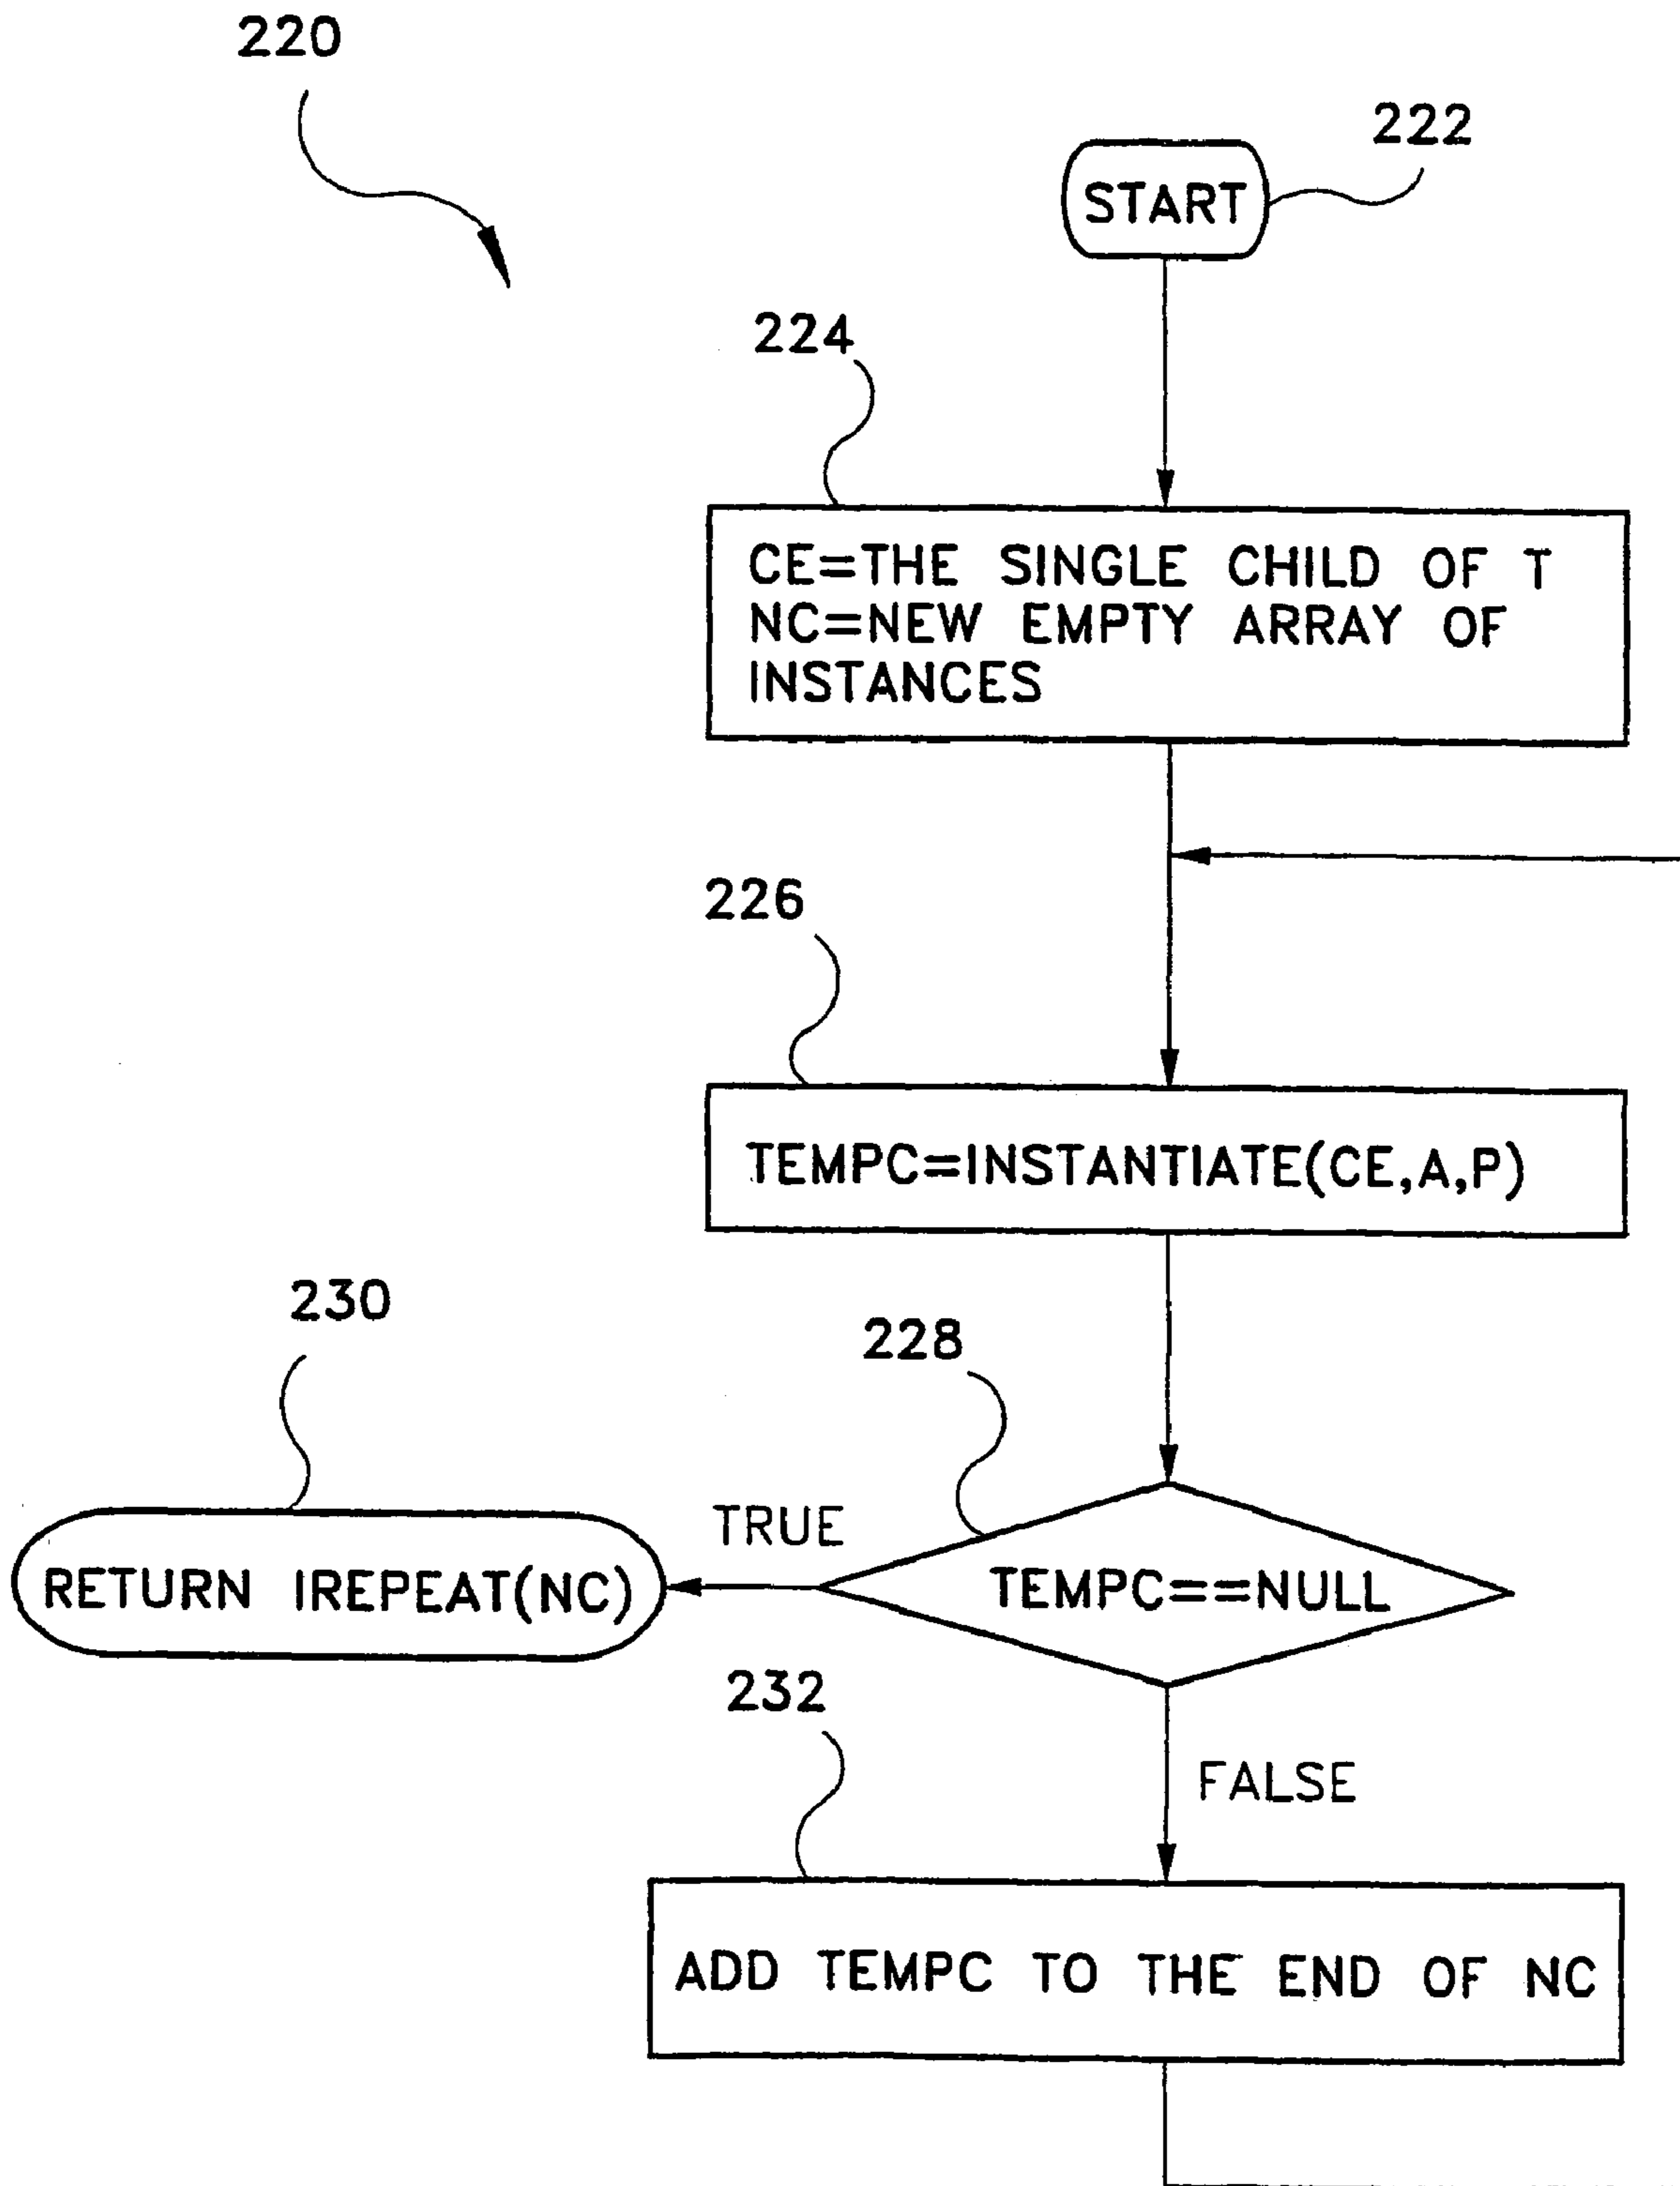 220
222
START
224
CE=THE SINGLE CHILD OF T
NC=NEW EMPTY ARRAY OF
INSTANCES
226
TEMPC=INSTANTIATE(CE,A,P)
230
228
TRUE
RETURN IREPEAT(NC)
TEMPC==NULL
232
FALSE
ADD TEMPC TO THE END OF NC